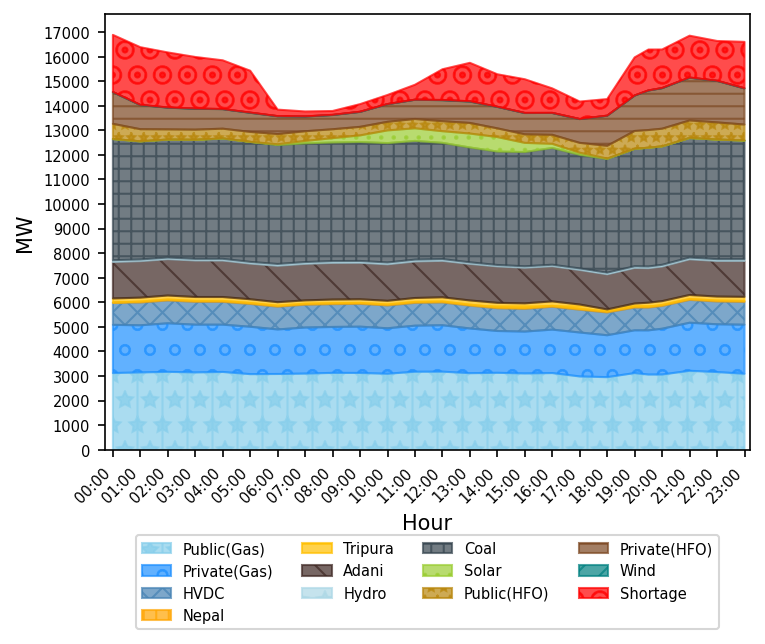 17000
16000
15000
14000
13000
12000
11000
10000
9000
8000
7000
6000
5000
4000
3000
2000
1000
0
MW
00:00 01:00 02:00 03:00 04:00 05:00 06:00 07:00 08:00 09:00 10:00 11:00 12:00 13:00 14:00 15:00 16:00 17:00 18:00 19:00 20:00 21:00 22:00 23:00
Hour
Public(Gas) Tripura Coal Private(HFO)
Private(Gas) Adani Solar Wind
HVDC Hydro Public(HFO) Shortage
Nepal